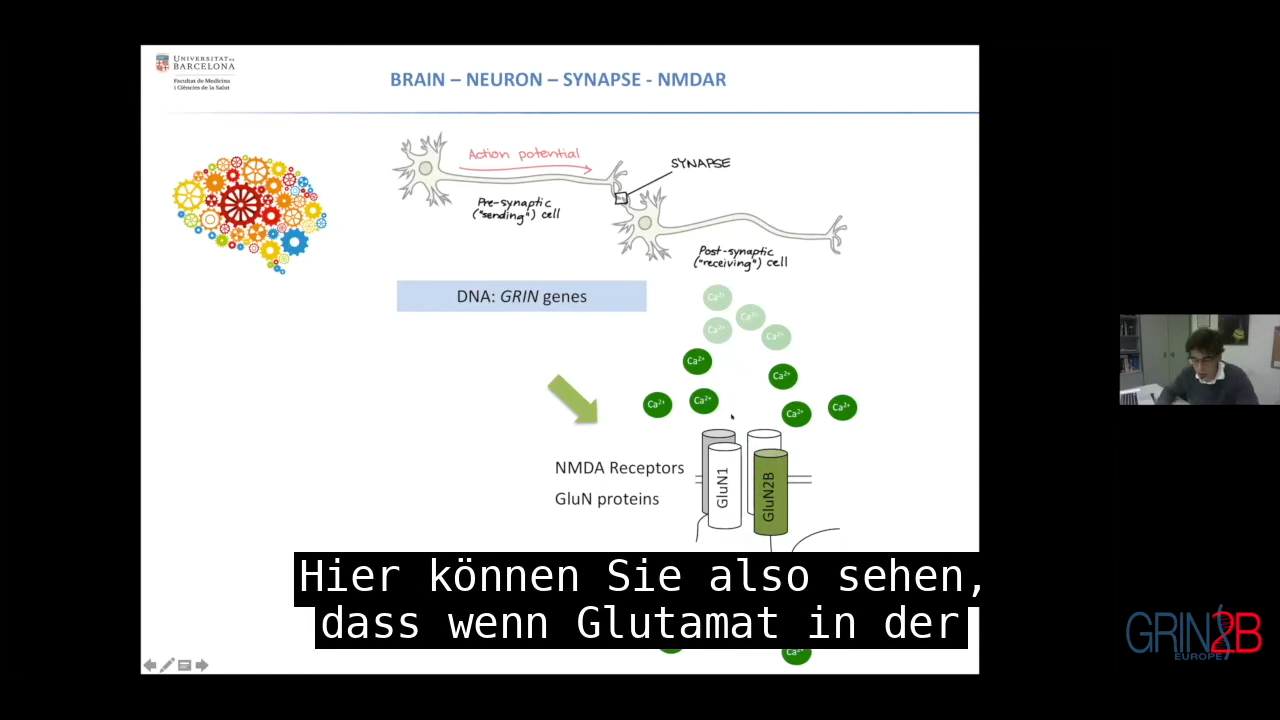 UNIVERSITAT DE
BARCELONA
Facultat de Medicina
i Ciències de la Salut
BRAIN – NEURON – SYNAPSE - NMDAR
Action potential
SYNAPSE
Pre-synaptic
("sending") cell
Post-synaptic
("receiving") cell
DNA: GRIN genes
Ca²⁺
Ca²⁺
Ca²⁺
Ca²⁺
Ca²⁺
Ca²⁺
Ca²⁺
Ca²⁺
Ca²⁺
Ca²⁺
NMDA Receptors
GluN proteins
GluN1
GluN2B
Hier können Sie also sehen,
dass wenn Glutamat in der
Ca²⁺
GRIN2B
EUROPE